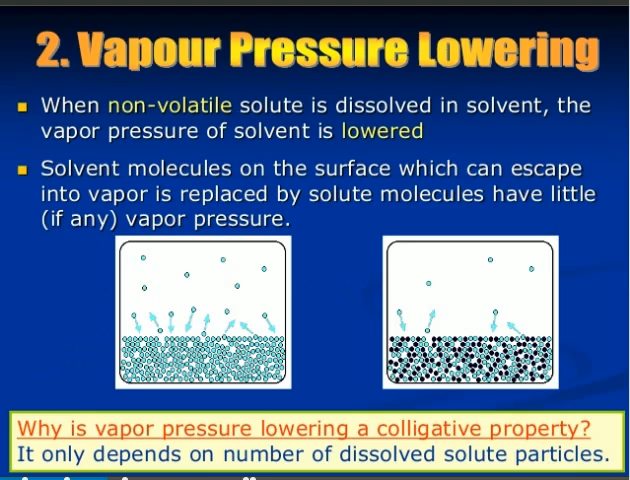 2. Vapour Pressure Lowering
When non-volatile solute is dissolved in solvent, the
vapor pressure of solvent is lowered
Solvent molecules on the surface which can escape
into vapor is replaced by solute molecules have little
(if any) vapor pressure.
Why is vapor pressure lowering a colligative property?
It only depends on number of dissolved solute particles.